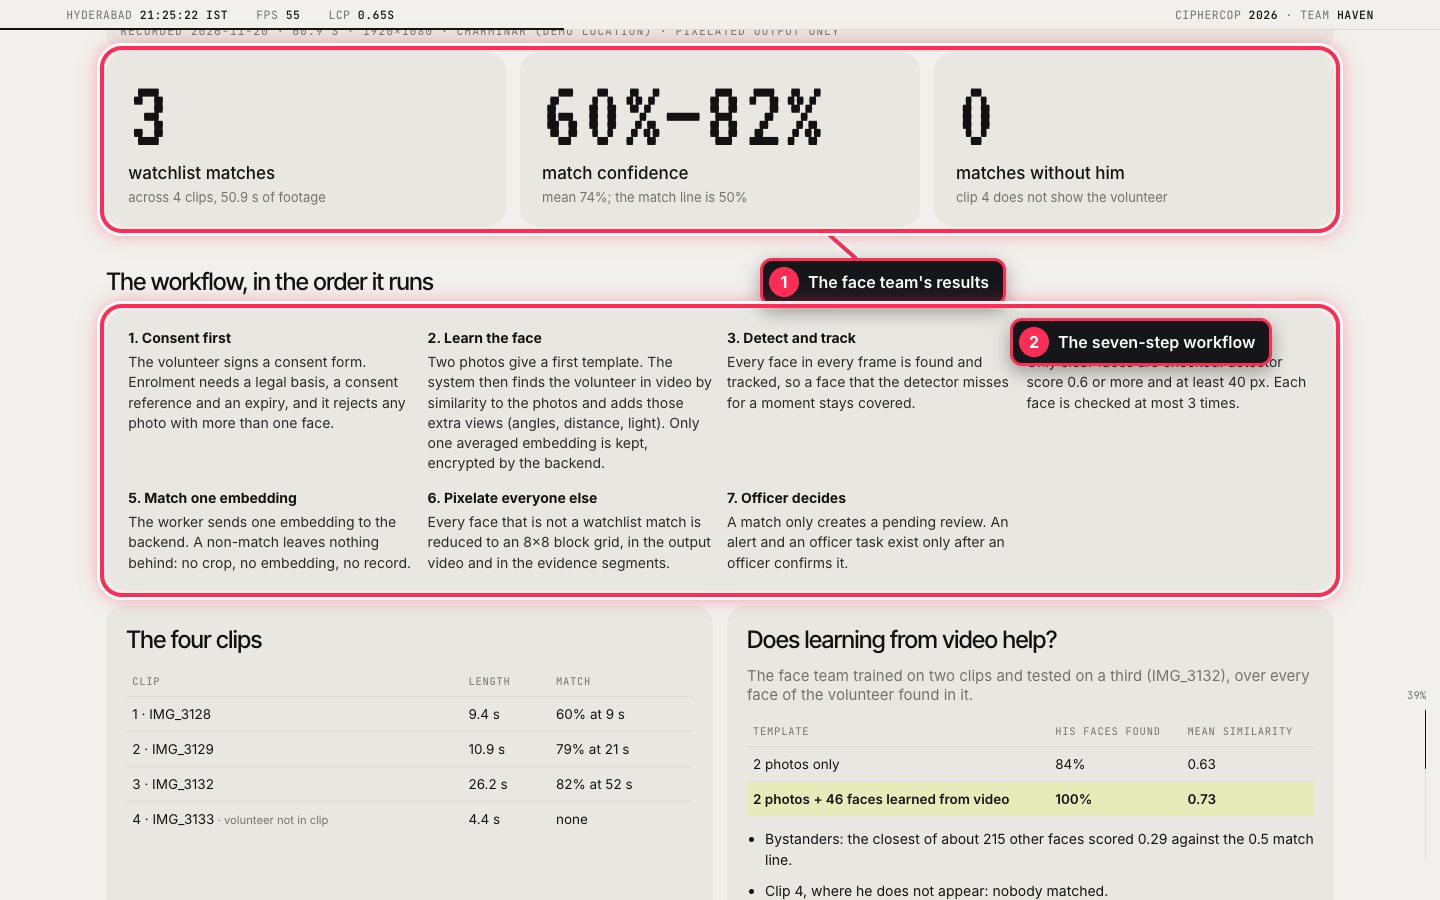 HYDERABAD 21:25:22 IST FPS 55 LCP 0.65S
CIPHERCOP 2026 · TEAM HAVEN
RECORDED 2026-11-20 · 60.9 S · 1920×1080 · CHARMINAR (DEMO LOCATION) · PIXELATED OUTPUT ONLY
3
watchlist matches
across 4 clips, 50.9 s of footage
60%–82%
match confidence
mean 74%; the match line is 50%
0
matches without him
clip 4 does not show the volunteer
1 The face team's results
The workflow, in the order it runs
2 The seven-step workflow
1. Consent first
The volunteer signs a consent form.
Enrolment needs a legal basis, a consent
reference and an expiry, and it rejects any
photo with more than one face.
2. Learn the face
Two photos give a first template. The
system then finds the volunteer in video by
similarity to the photos and adds those
extra views (angles, distance, light). Only
one averaged embedding is kept,
encrypted by the backend.
3. Detect and track
Every face in every frame is found and
tracked, so a face that the detector misses
for a moment stays covered.
score 0.6 or more and at least 40 px. Each
face is checked at most 3 times.
5. Match one embedding
The worker sends one embedding to the
backend. A non-match leaves nothing
behind: no crop, no embedding, no record.
6. Pixelate everyone else
Every face that is not a watchlist match is
reduced to an 8×8 block grid, in the output
video and in the evidence segments.
7. Officer decides
A match only creates a pending review. An
alert and an officer task exist only after an
officer confirms it.
The four clips
CLIP LENGTH MATCH
1 · IMG_3128 9.4 s 60% at 9 s
2 · IMG_3129 10.9 s 79% at 21 s
3 · IMG_3132 26.2 s 82% at 52 s
4 · IMG_3133 · volunteer not in clip 4.4 s none
Does learning from video help?
The face team trained on two clips and tested on a third (IMG_3132), over every
face of the volunteer found in it.
TEMPLATE HIS FACES FOUND MEAN SIMILARITY
2 photos only 84% 0.63
2 photos + 46 faces learned from video 100% 0.73
• Bystanders: the closest of about 215 other faces scored 0.29 against the 0.5 match
line.
• Clip 4, where he does not appear: nobody matched.
39%